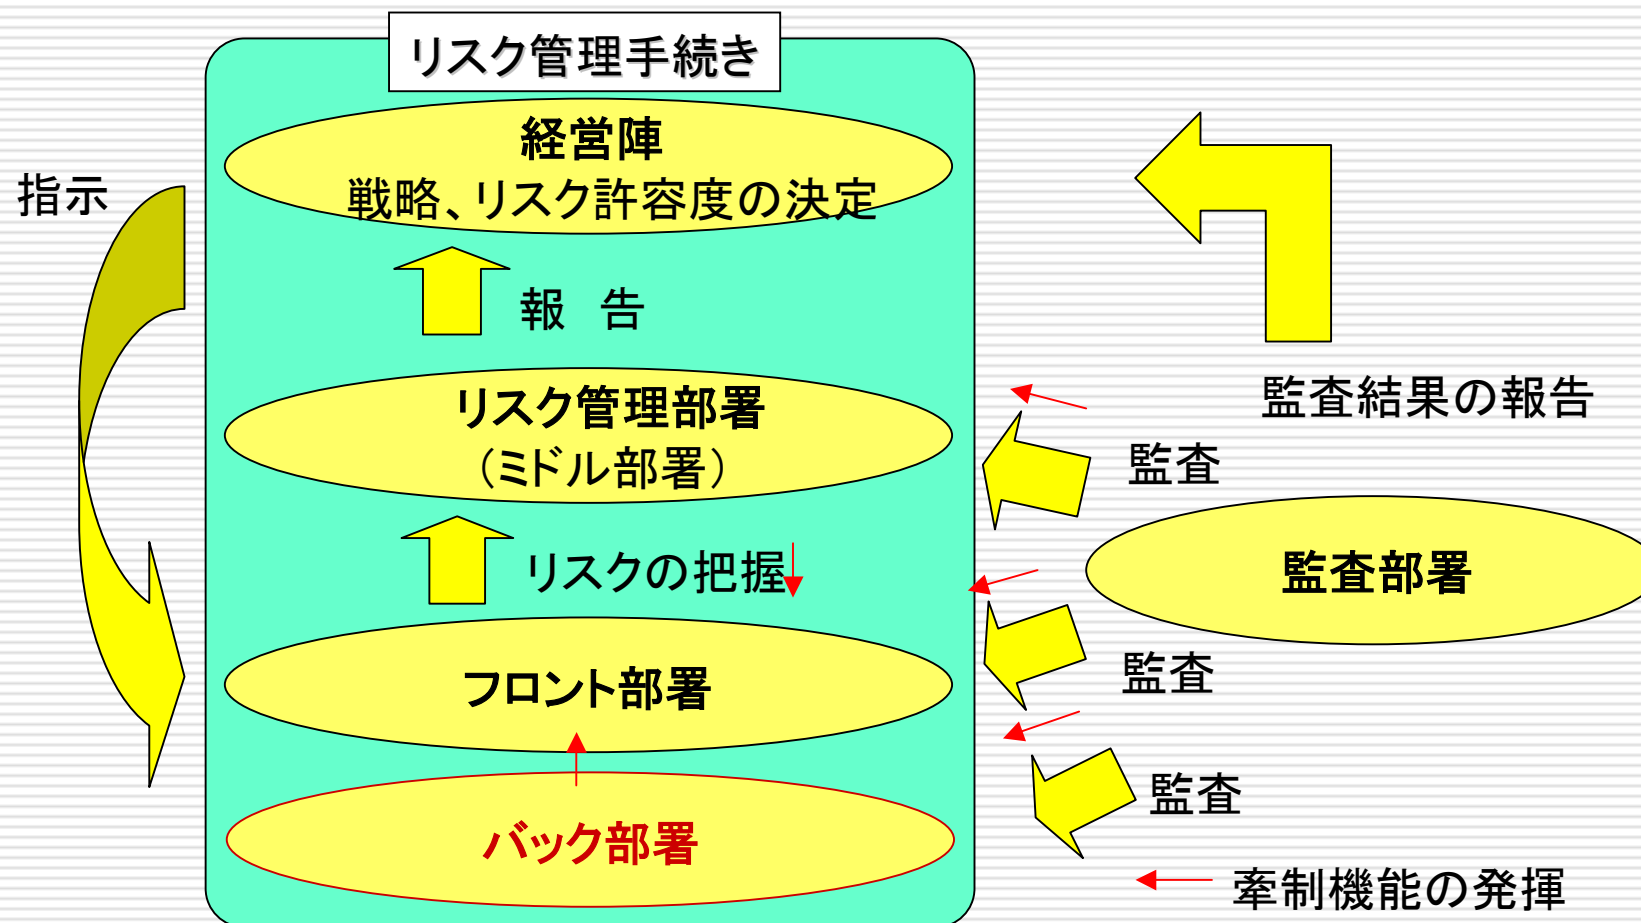 リスク管理手続き
経営陣
戦略、リスク許容度の決定
指示
報　告
リスク管理部署
（ミドル部署）
監査結果の報告
監査
リスクの把握
監査部署
フロント部署
監査
バック部署
監査
牽制機能の発揮